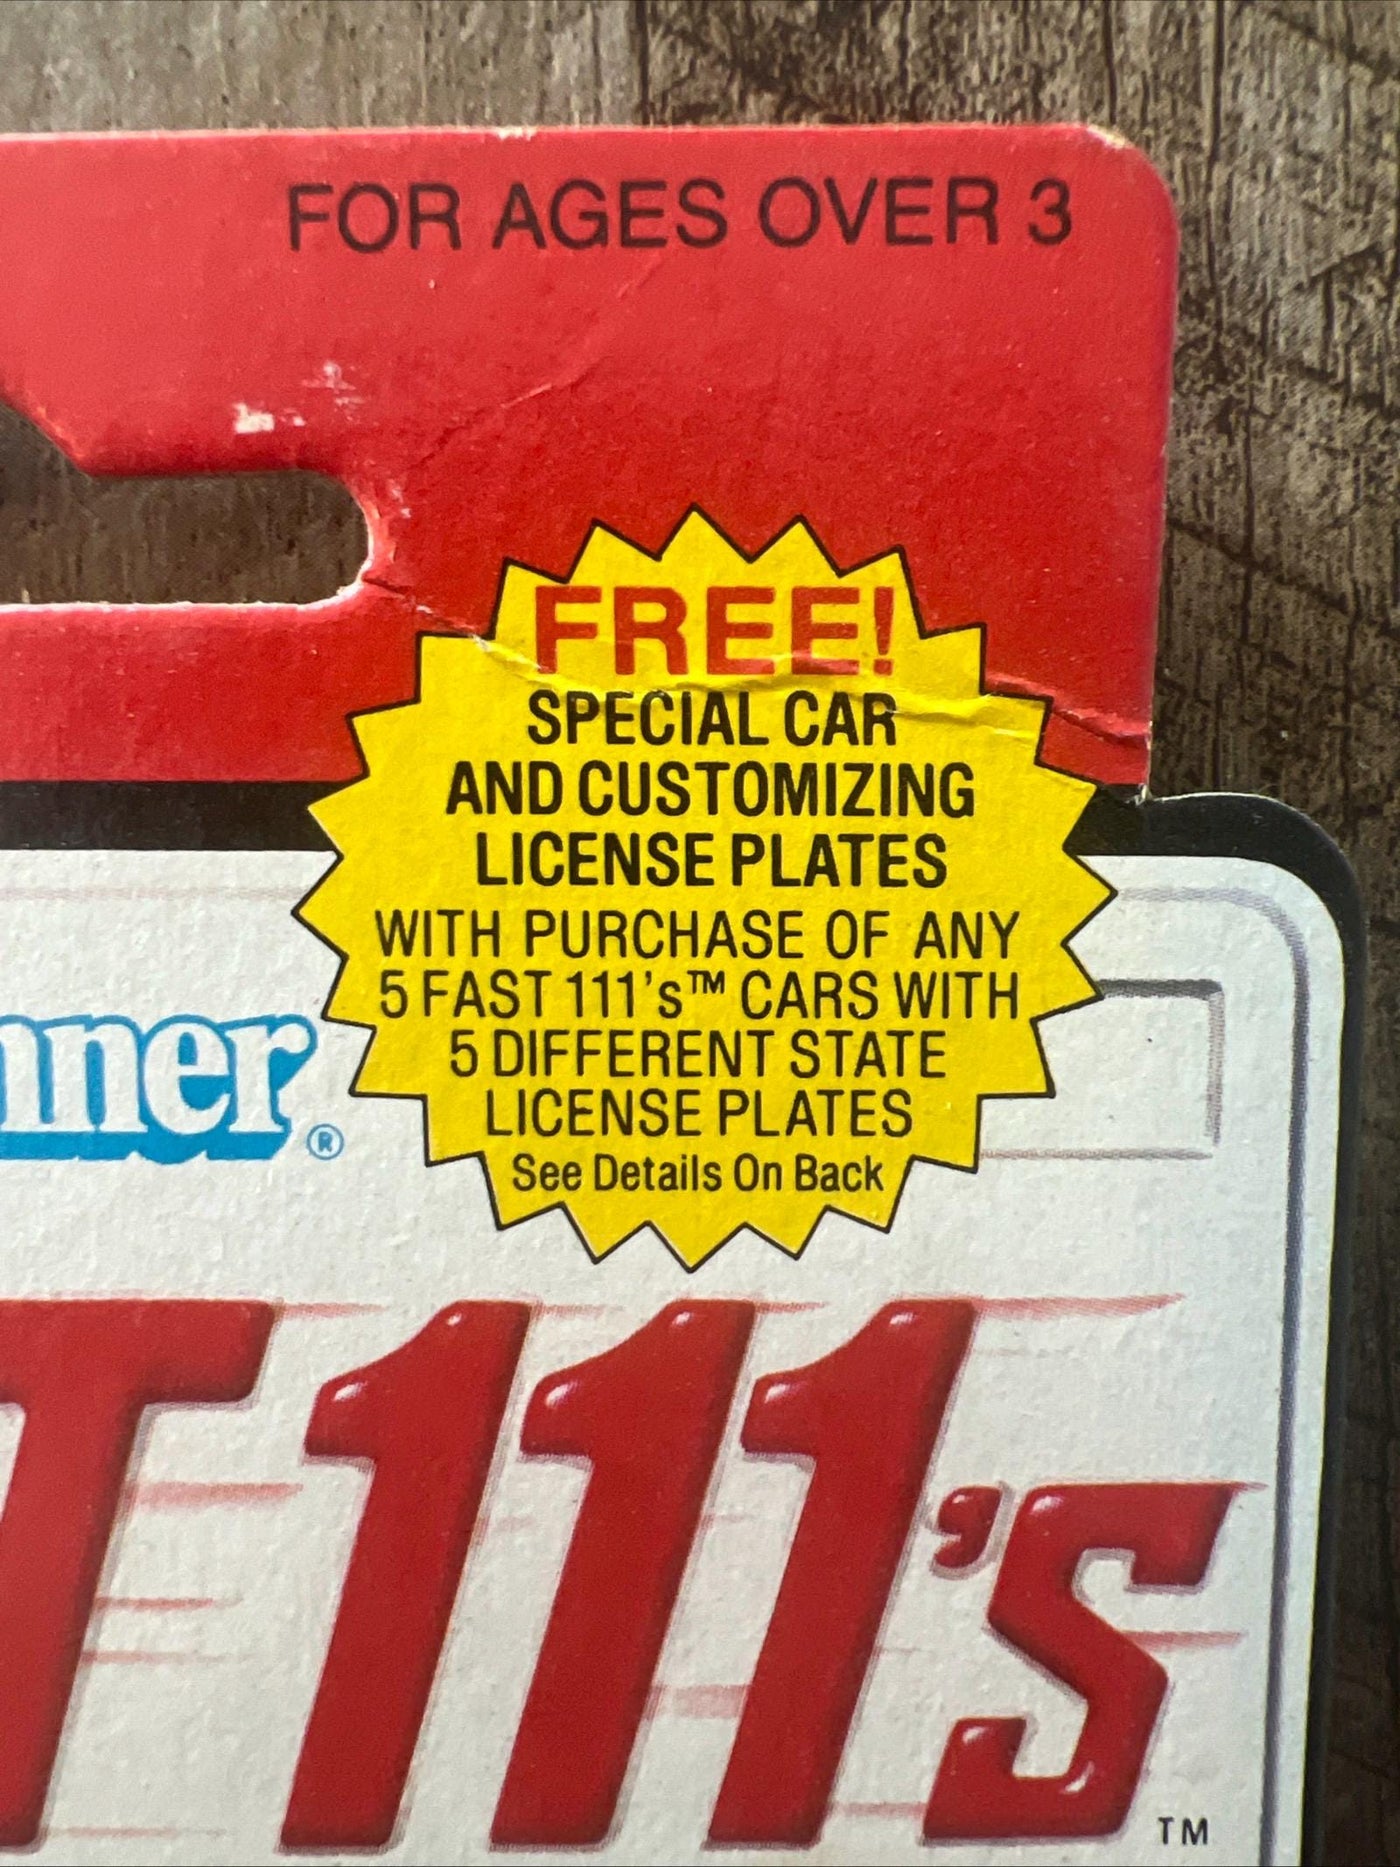 FOR AGES OVER 3
FREE!
SPECIAL CAR
AND CUSTOMIZING
LICENSE PLATES
WITH PURCHASE OF ANY
5 FAST 111's™ CARS WITH
5 DIFFERENT STATE
LICENSE PLATES
See Details On Back
nner®
T 111's
TM